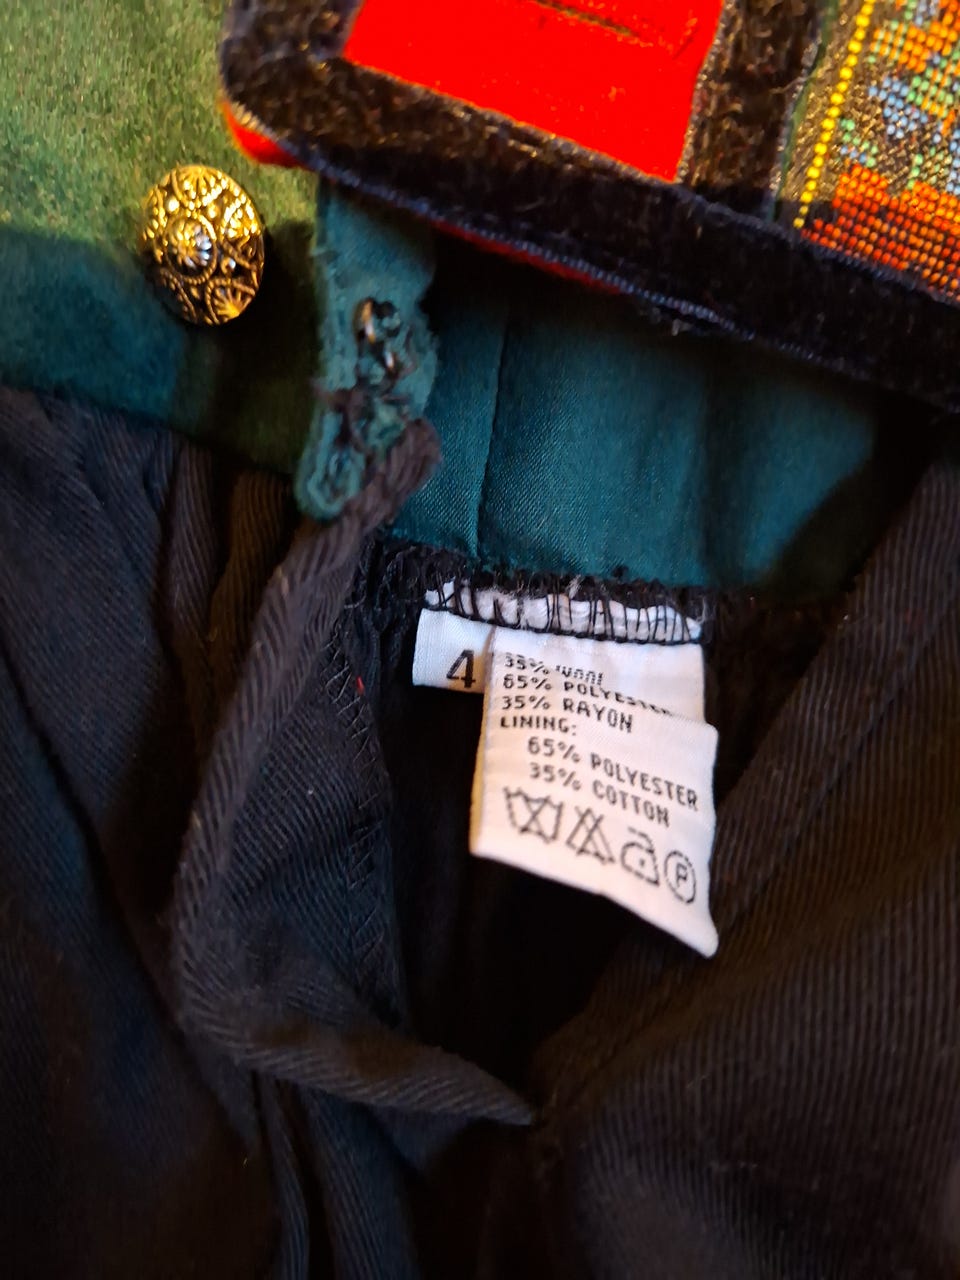 4
35% WOOL
65% POLYESTER
35% RAYON
LINING:
65% POLYESTER
35% COTTON
P